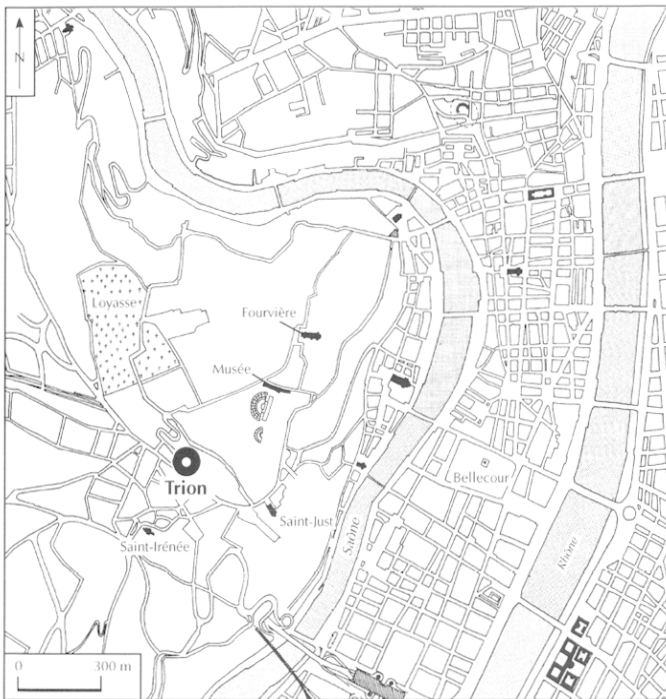 N
Loyasse
Fourvière
Musée
Trion
Bellecour
Saint-Just
Saint-Irénée
Saône
Rhône
0 300 m